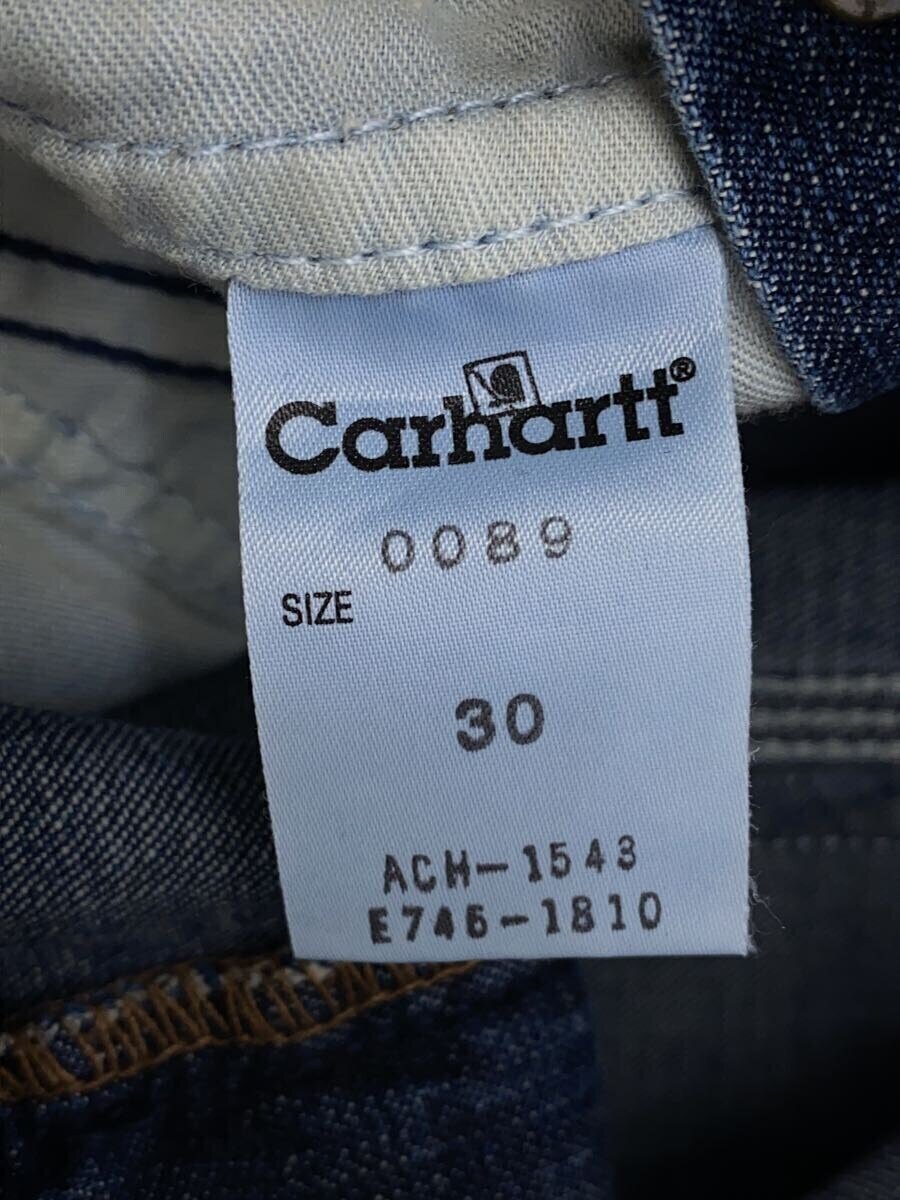 Carhartt®
0089
SIZE
30
ACH-1543
E746-1810